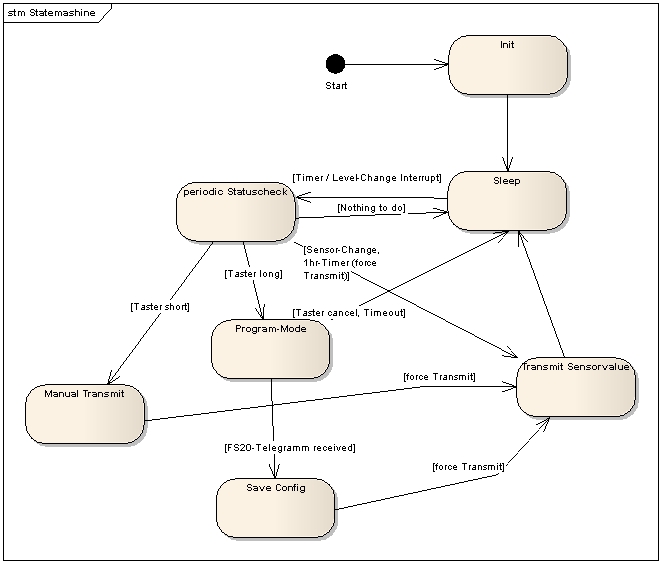 stm Statemashine
Init
Start
[Timer / Level-Change Interrupt]
Sleep
periodic Statuscheck
[Nothing to do]
[Sensor-Change,
1hr-Timer (force
Transmit)]
[Taster long]
[Taster short]
[Taster cancel, Timeout]
Program-Mode
Transmit Sensorvalue
[force Transmit]
Manual Transmit
[FS20-Telegramm received]
[force Transmit]
Save Config